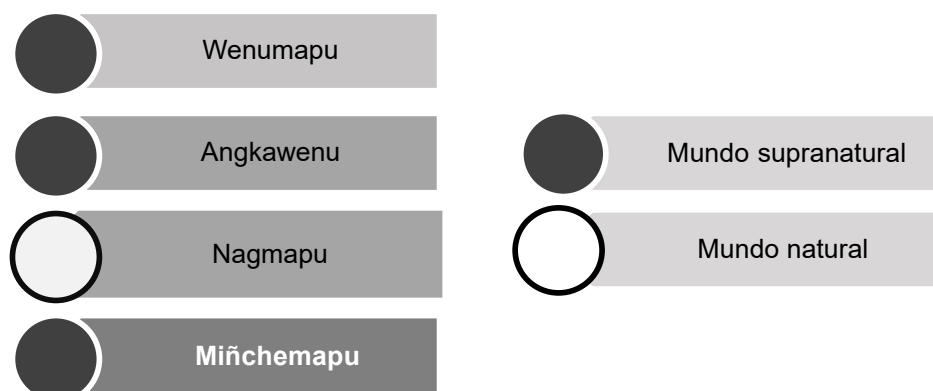 Wenumapu
Angkawenu
Nagmapu
Miñchemapu
Mundo supranatural
Mundo natural